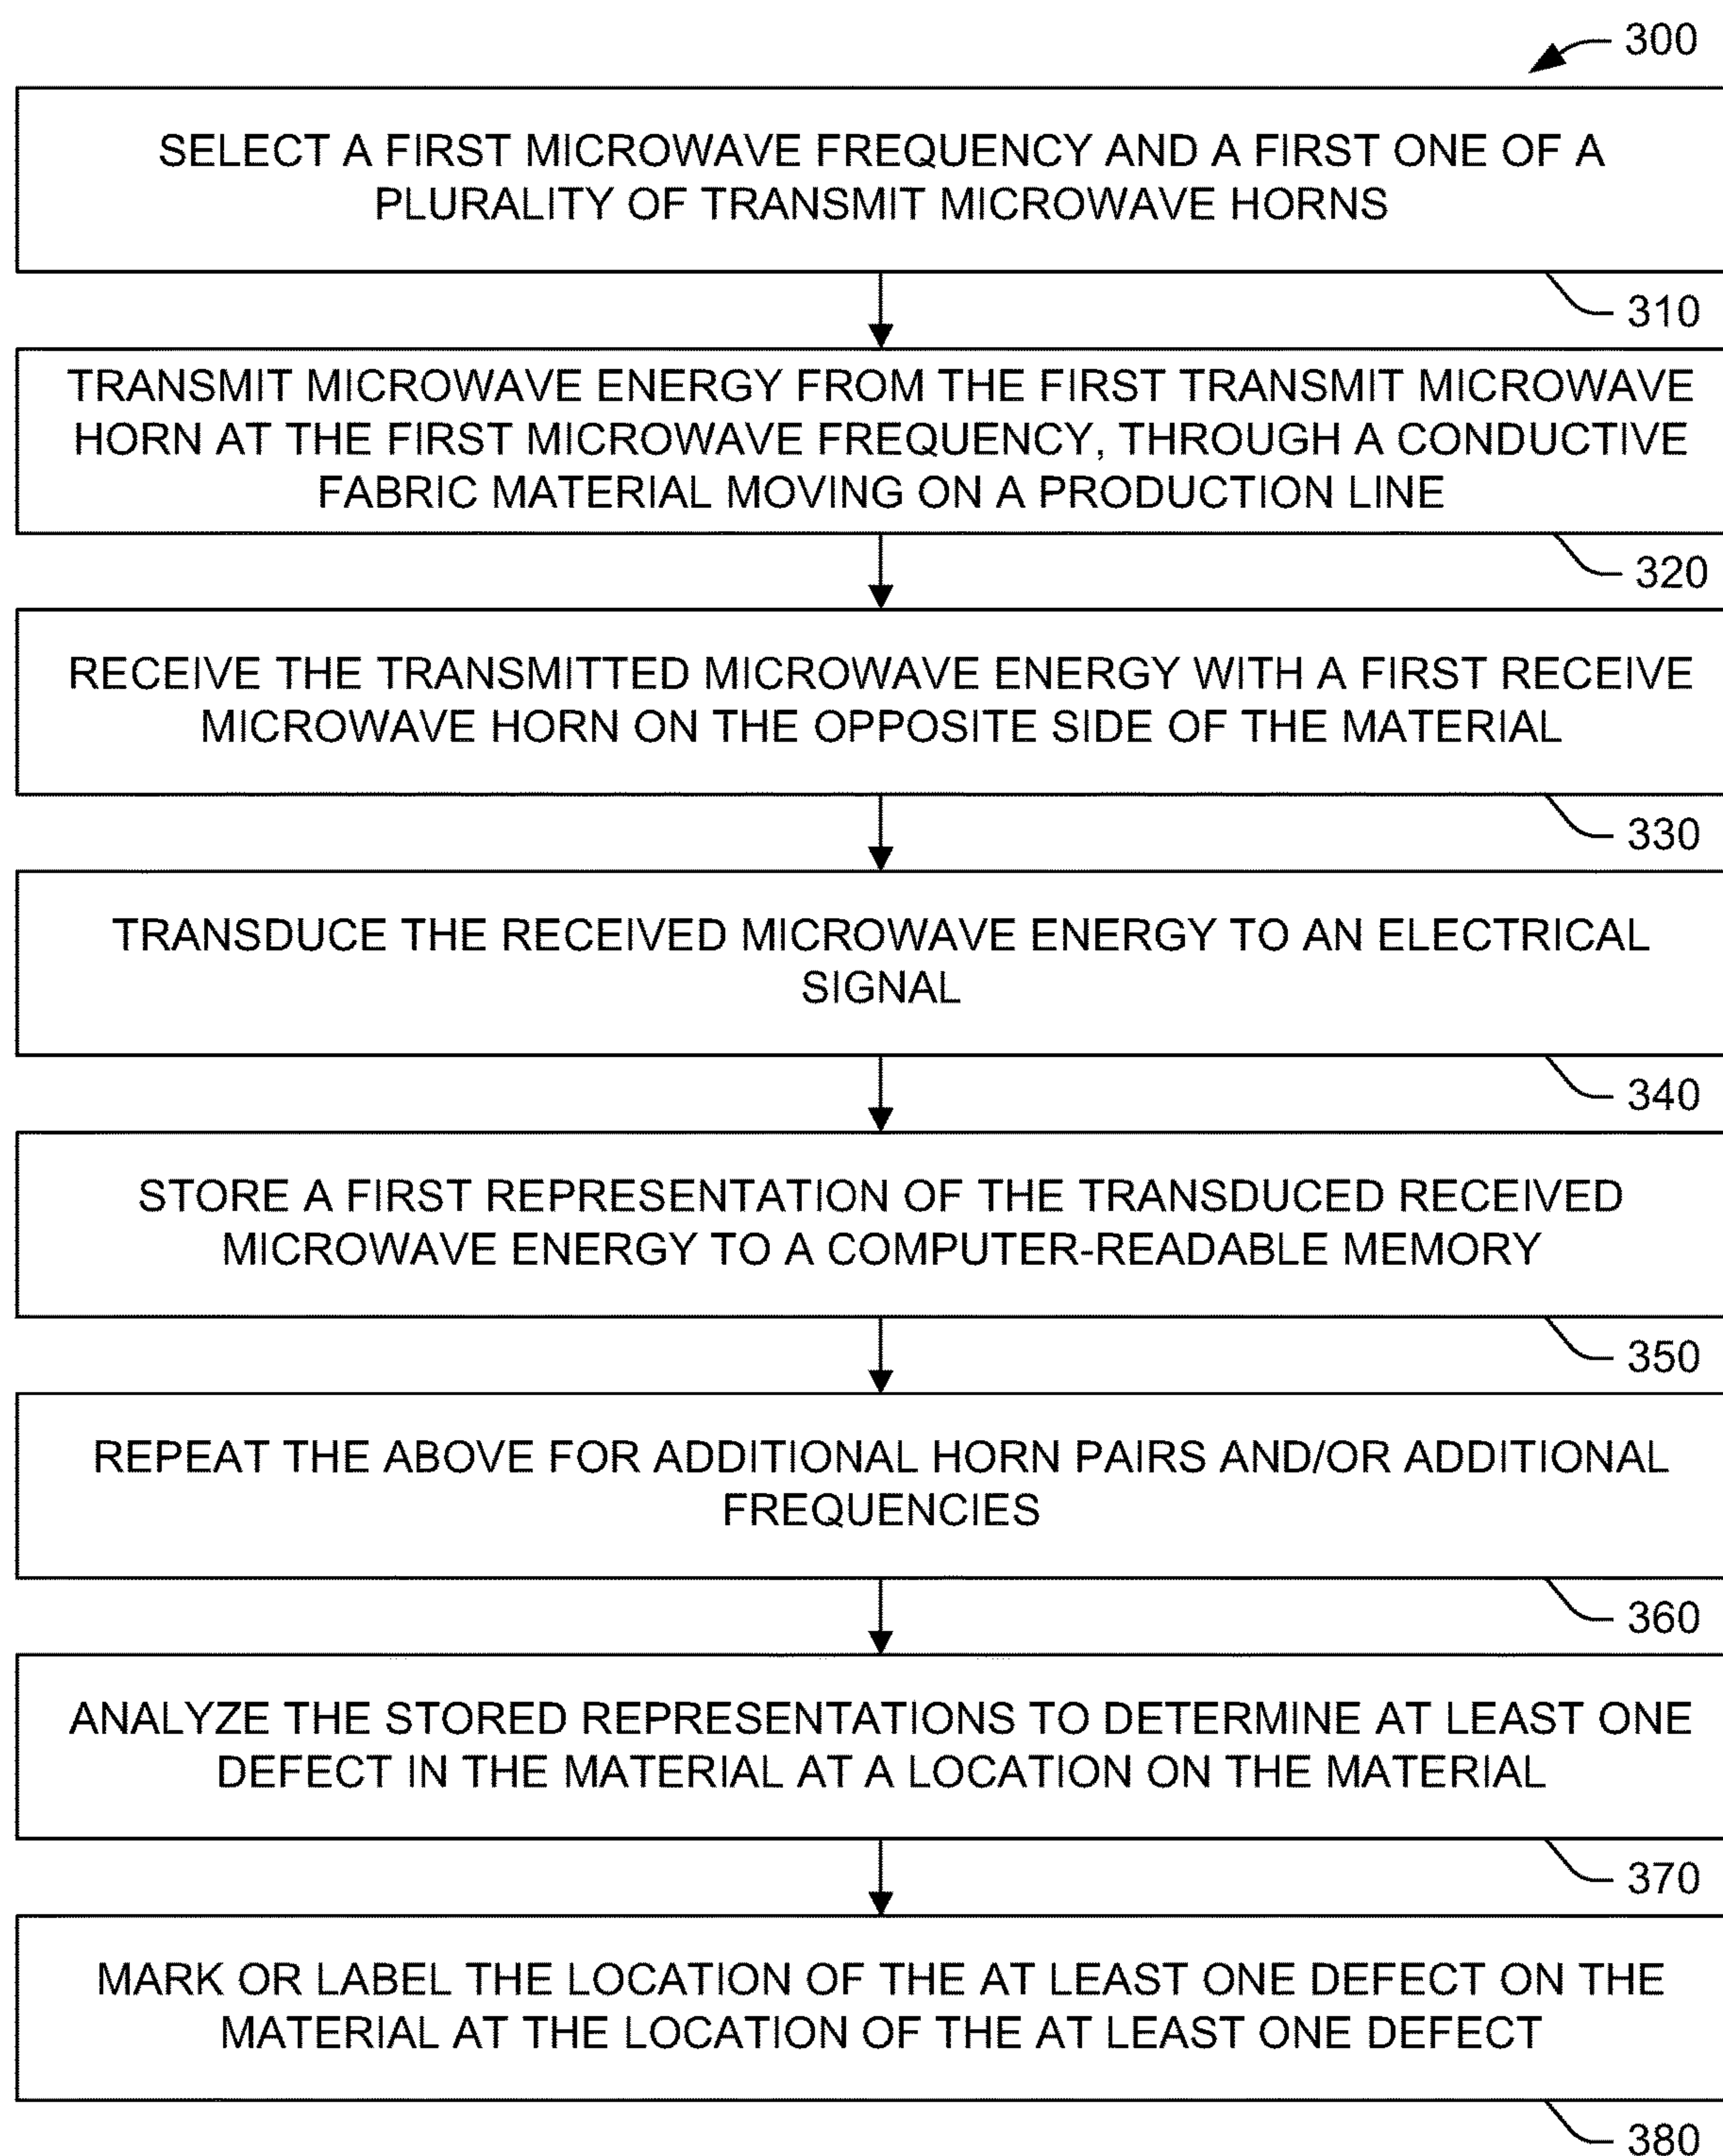 300
SELECT A FIRST MICROWAVE FREQUENCY AND A FIRST ONE OF A
PLURALITY OF TRANSMIT MICROWAVE HORNS
310
TRANSMIT MICROWAVE ENERGY FROM THE FIRST TRANSMIT MICROWAVE
HORN AT THE FIRST MICROWAVE FREQUENCY, THROUGH A CONDUCTIVE
FABRIC MATERIAL MOVING ON A PRODUCTION LINE
320
RECEIVE THE TRANSMITTED MICROWAVE ENERGY WITH A FIRST RECEIVE
MICROWAVE HORN ON THE OPPOSITE SIDE OF THE MATERIAL
330
TRANSDUCE THE RECEIVED MICROWAVE ENERGY TO AN ELECTRICAL
SIGNAL
340
STORE A FIRST REPRESENTATION OF THE TRANSDUCED RECEIVED
MICROWAVE ENERGY TO A COMPUTER-READABLE MEMORY
350
REPEAT THE ABOVE FOR ADDITIONAL HORN PAIRS AND/OR ADDITIONAL
FREQUENCIES
360
ANALYZE THE STORED REPRESENTATIONS TO DETERMINE AT LEAST ONE
DEFECT IN THE MATERIAL AT A LOCATION ON THE MATERIAL
370
MARK OR LABEL THE LOCATION OF THE AT LEAST ONE DEFECT ON THE
MATERIAL AT THE LOCATION OF THE AT LEAST ONE DEFECT
380